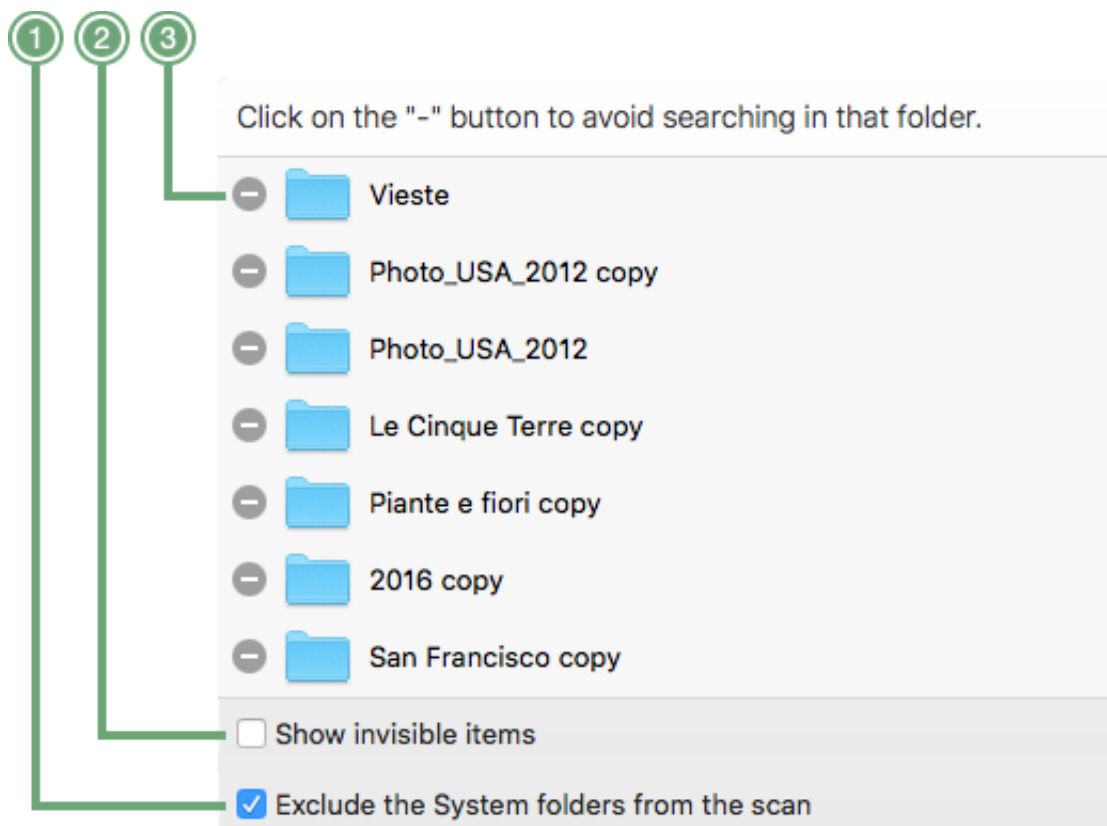 1 2 3
Click on the "-" button to avoid searching in that folder.
Vieste
Photo_USA_2012 copy
Photo_USA_2012
Le Cinque Terre copy
Piante e fiori copy
2016 copy
San Francisco copy
Show invisible items
Exclude the System folders from the scan